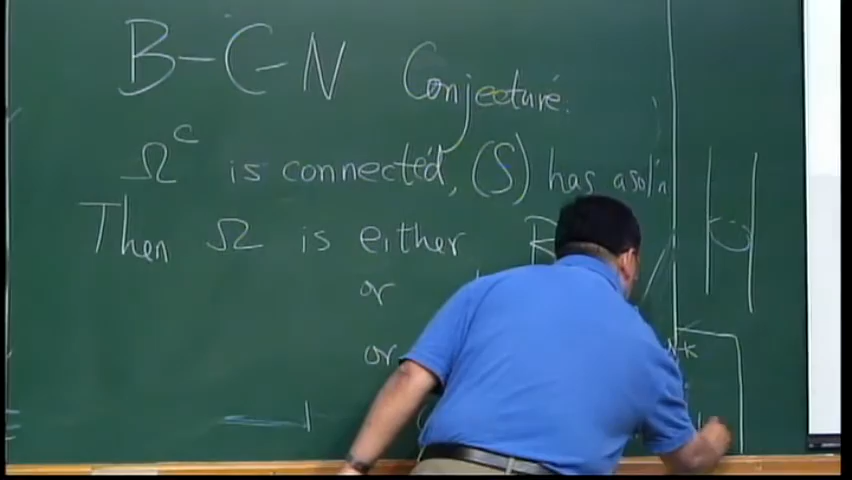 B-C-N Conjecture.
Ω^c is connected, (S) has a sol'n
Then Ω is either
or
or